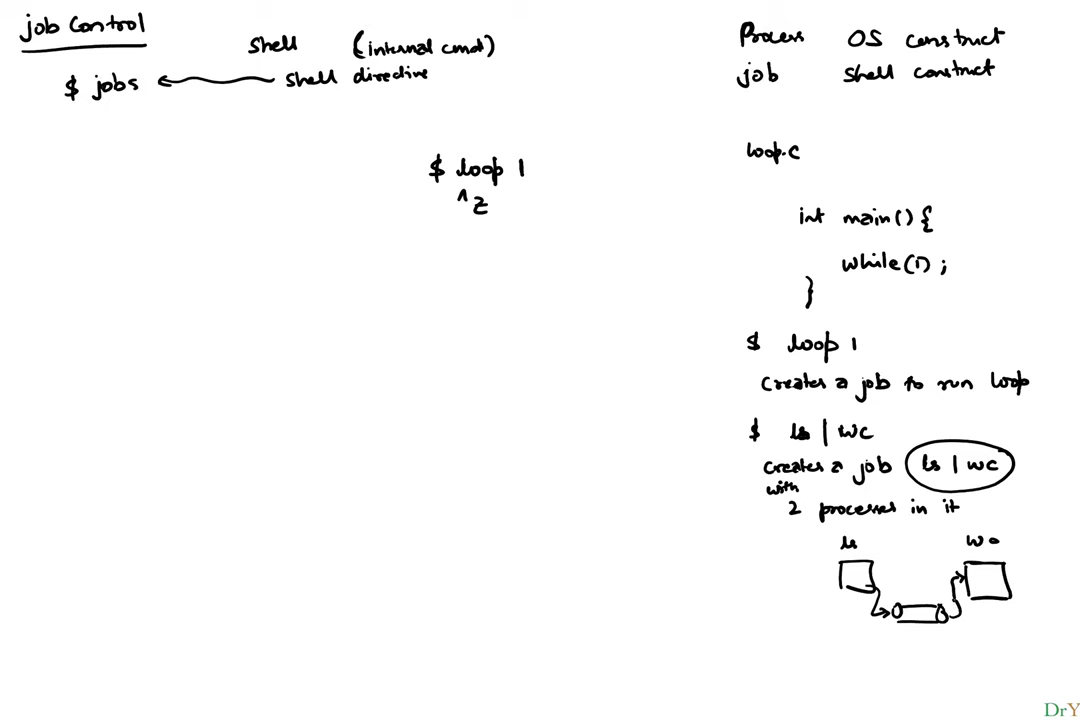 job Control
shell (internal cmd)
$ jobs shell directive
$ loop 1
^Z
Process OS construct
job shell construct
loop.c
int main() {
while(1) ;
}
$ loop 1
creates a job to run loop
$ ls | wc
creates a job ls | wc
with
2 processes in it
ls wc
DrY